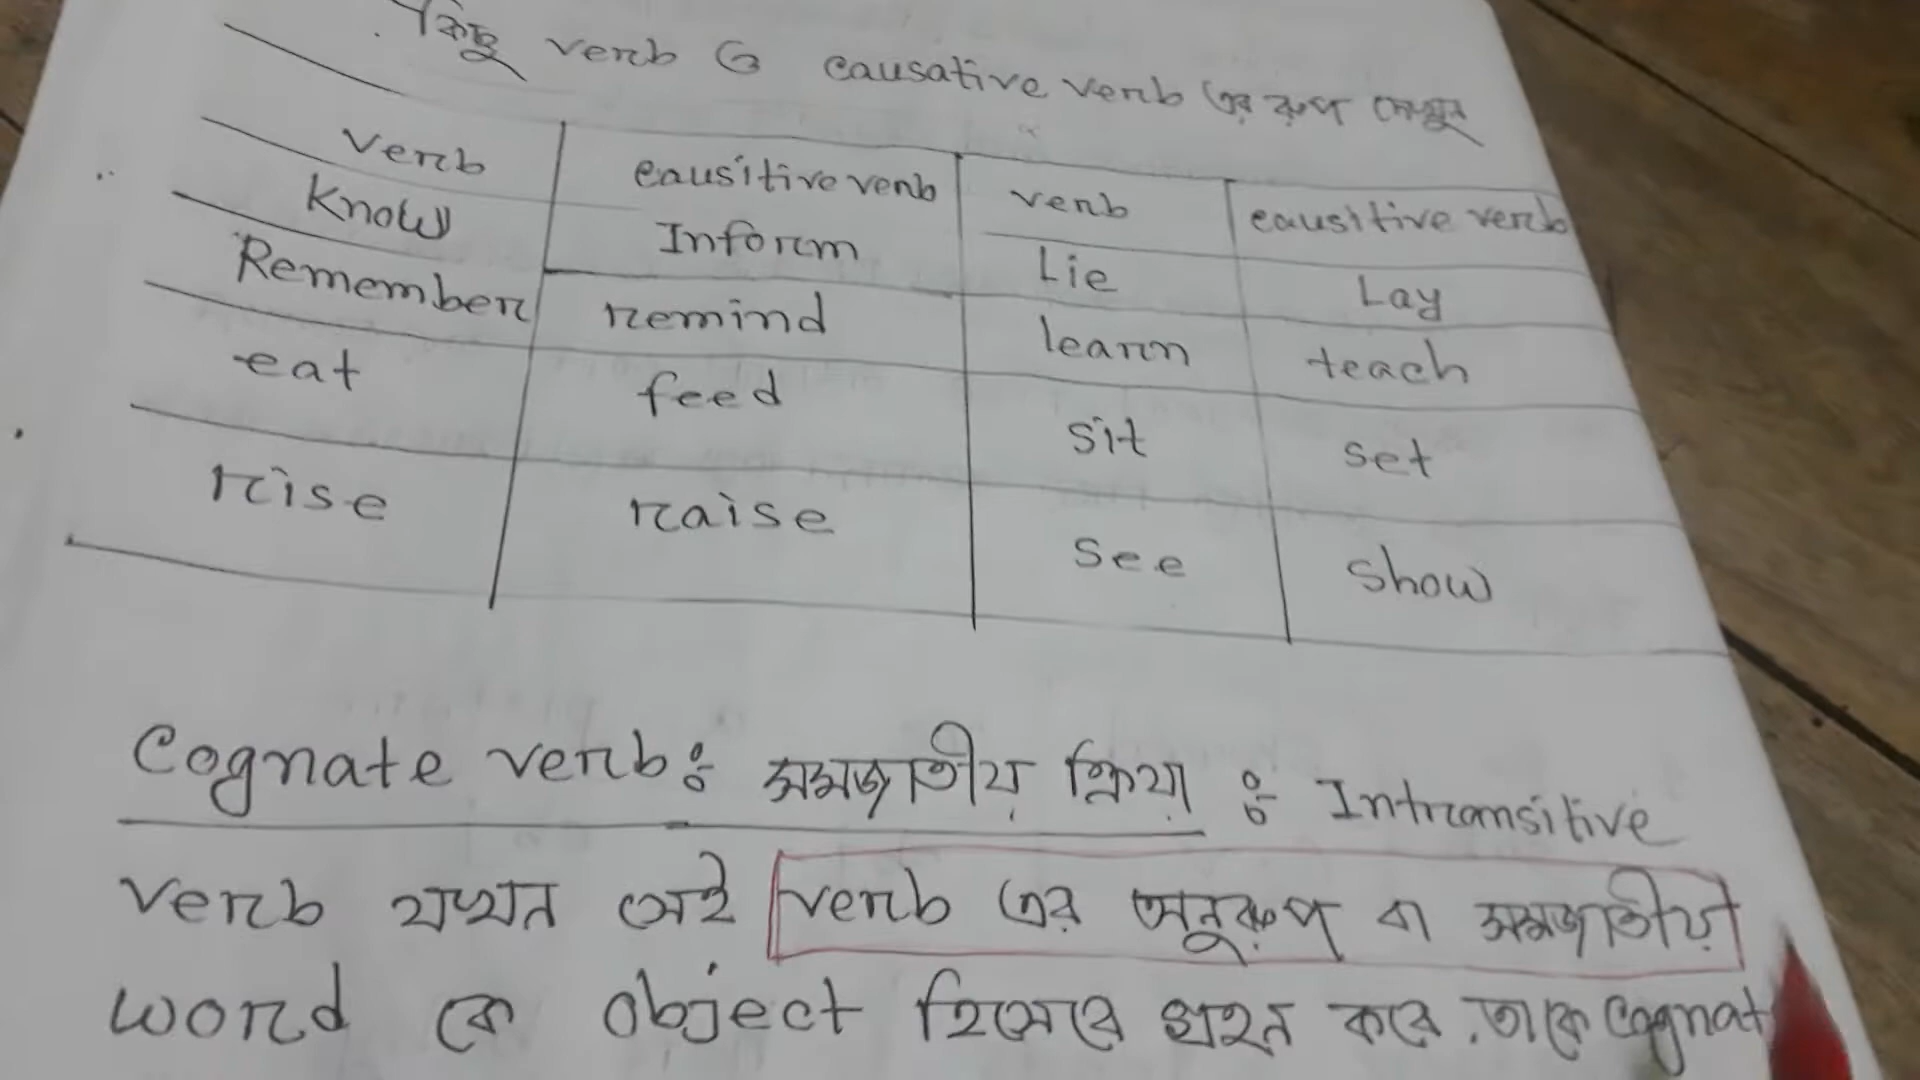 কিছু verb ও causative verb এর রূপ দেখুন
verb causitive verb verb causitive verb
Know Inform Lie Lay
Remember remind learn teach
eat feed sit set
rise raise See Show
Cognate verb: সমজাতীয় ক্রিয়া : Intransitive
verb যখন সেই verb এর অনুরূপ বা সমজাতীয়
word কে object হিসেবে গ্রহন করে তাকে Cognat